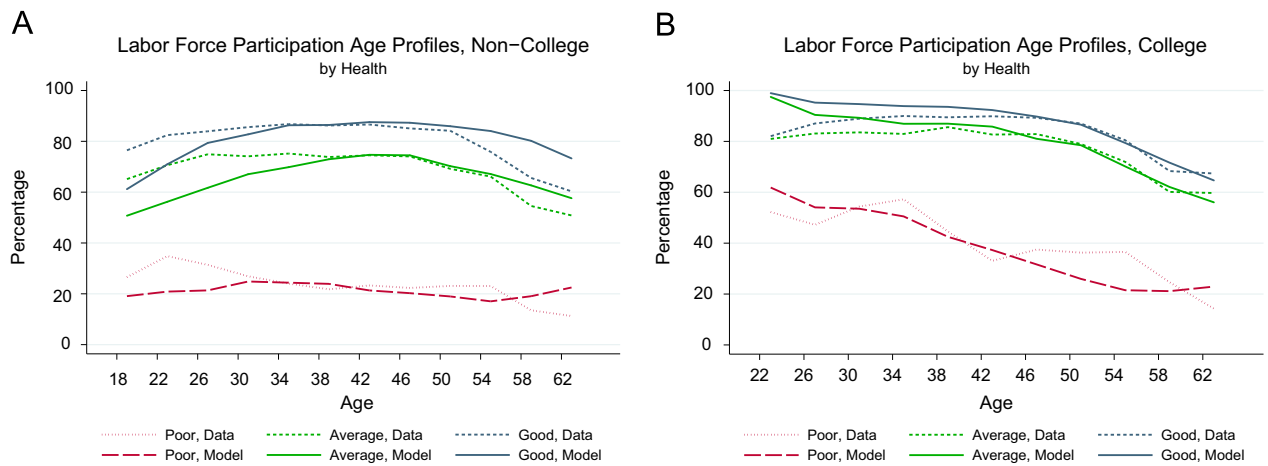 A
Labor Force Participation Age Profiles, Non−College
by Health
Percentage
100
80
60
40
20
0
18 22 26 30 34 38 42 46 50 54 58 62
Age
Poor, Data Average, Data Good, Data
Poor, Model Average, Model Good, Model
B
Labor Force Participation Age Profiles, College
by Health
Percentage
100
80
60
40
20
0
22 26 30 34 38 42 46 50 54 58 62
Age
Poor, Data Average, Data Good, Data
Poor, Model Average, Model Good, Model